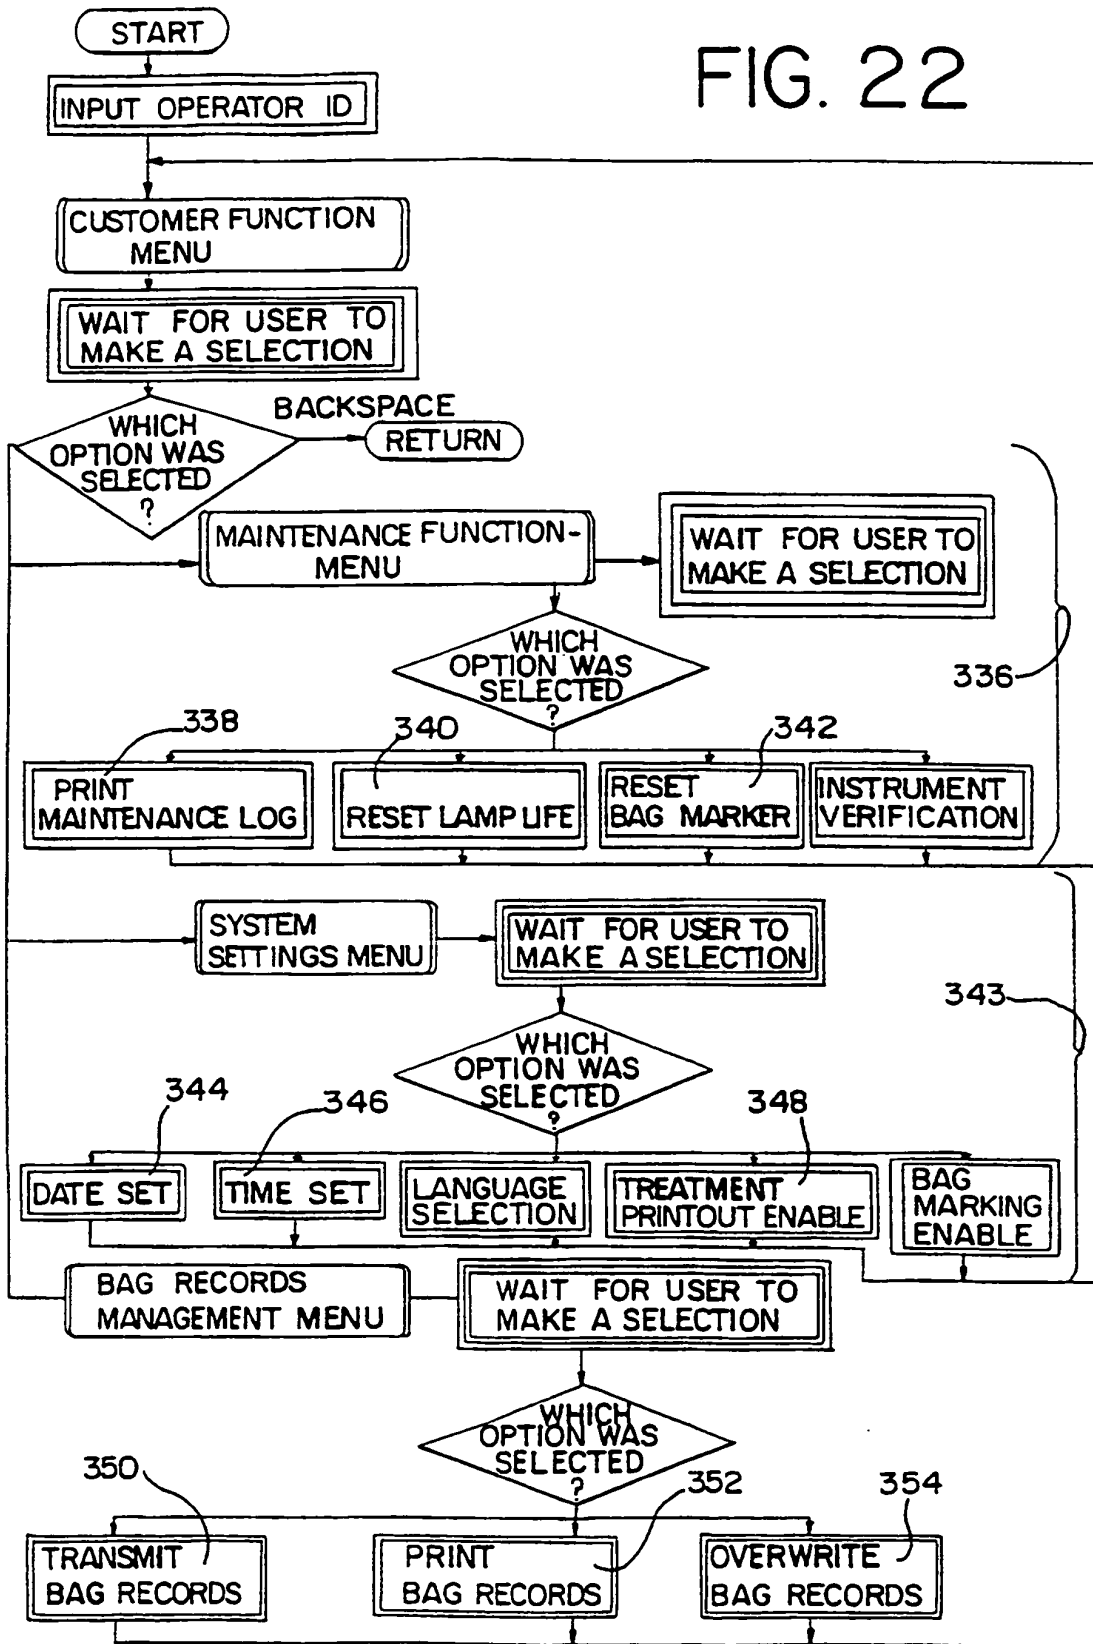 START
FIG. 22
INPUT OPERATOR ID
CUSTOMER FUNCTION
MENU
WAIT FOR USER TO
MAKE A SELECTION
WHICH
OPTION WAS
SELECTED
?
BACKSPACE
RETURN
MAINTENANCE FUNCTION-
MENU
WAIT FOR USER TO
MAKE A SELECTION
WHICH
OPTION WAS
SELECTED
?
336
338
340
342
PRINT
MAINTENANCE LOG
RESET LAMP LIFE
RESET
BAG MARKER
INSTRUMENT
VERIFICATION
SYSTEM
SETTINGS MENU
WAIT FOR USER TO
MAKE A SELECTION
343
WHICH
OPTION WAS
SELECTED
?
344
346
348
DATE SET
TIME SET
LANGUAGE
SELECTION
TREATMENT
PRINTOUT ENABLE
BAG
MARKING
ENABLE
BAG RECORDS
MANAGEMENT MENU
WAIT FOR USER TO
MAKE A SELECTION
WHICH
OPTION WAS
SELECTED
?
350
352
354
TRANSMIT
BAG RECORDS
PRINT
BAG RECORDS
OVERWRITE
BAG RECORDS